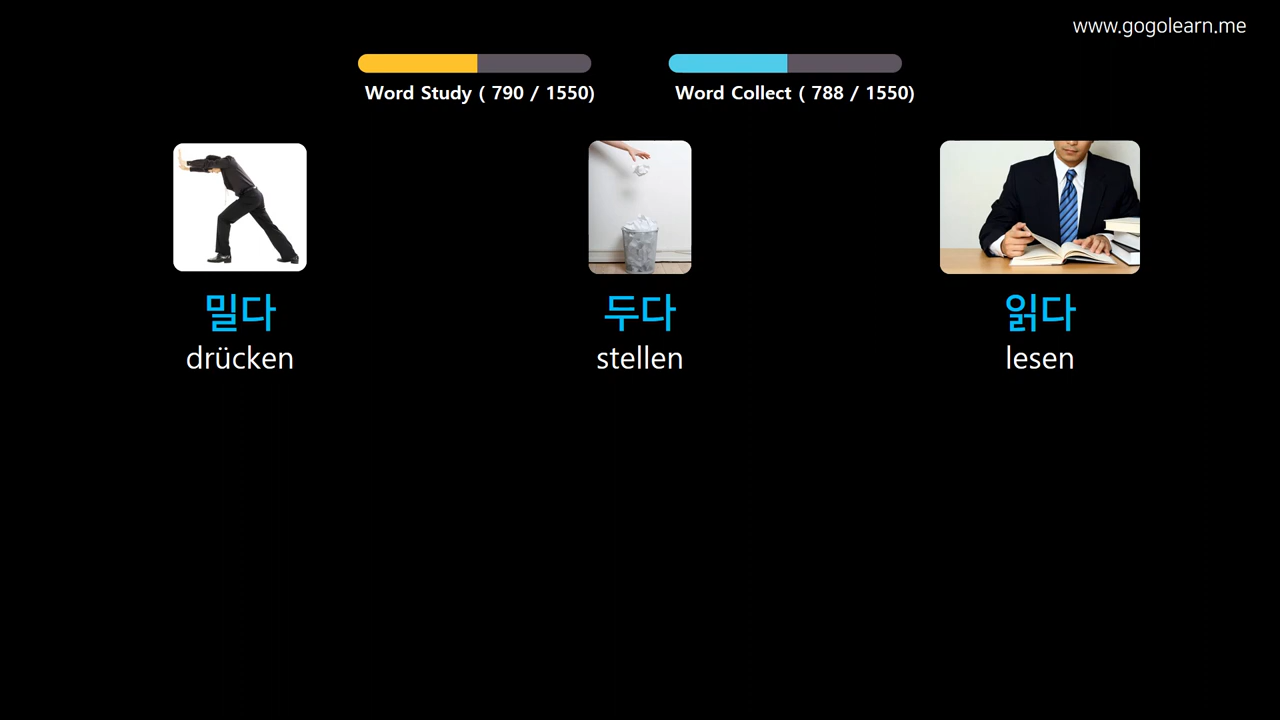 www.gogolearn.me
Word Study ( 790 / 1550)
Word Collect ( 788 / 1550)
밀다
drücken
두다
stellen
읽다
lesen